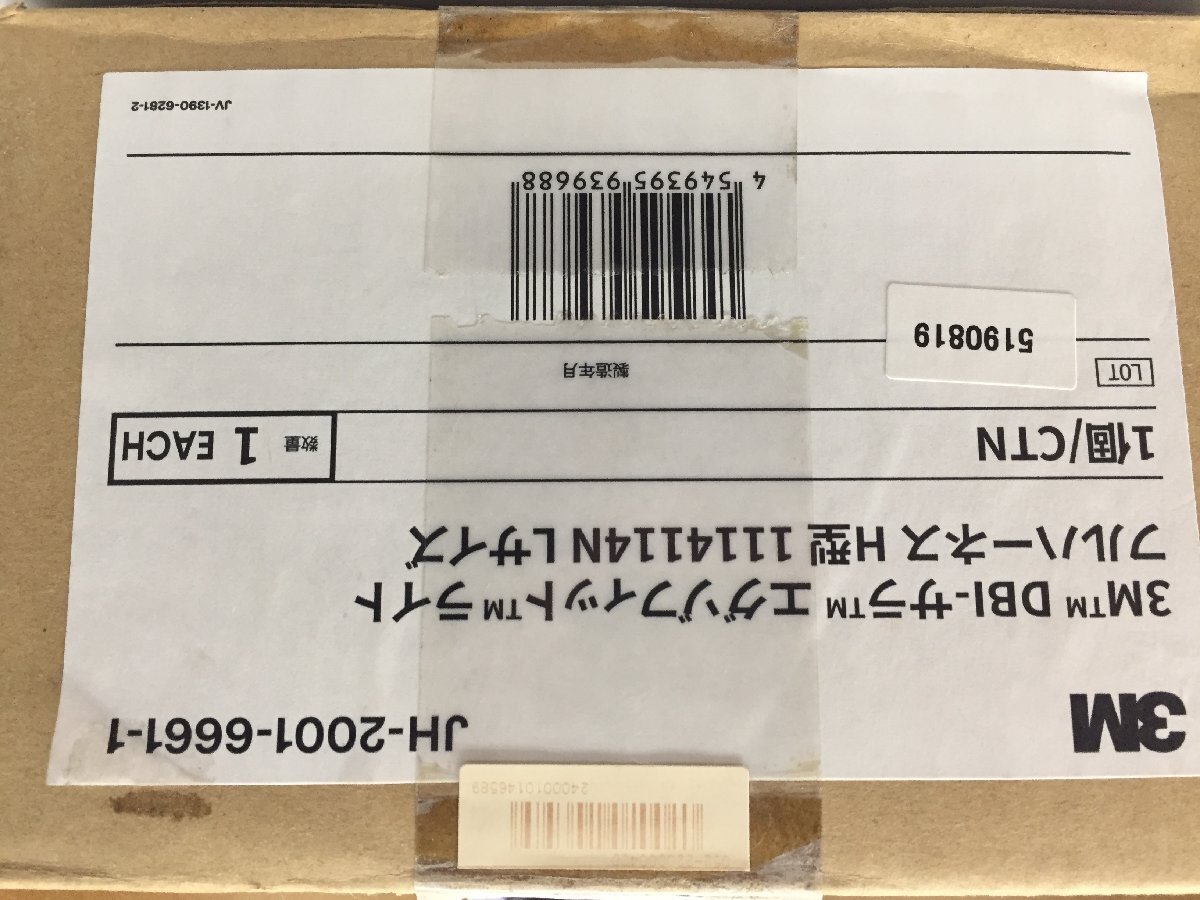 3M
JH-2001-6661-1
3M™ DBI-サラ™ エグゾフィット™ライト
フルハーネス H型 1114114N Lサイズ
1個/CTN
数量 1 EACH
LOT
5190819
製造年月
4 549395 939688
JV-1390-6281-2
2400010146589